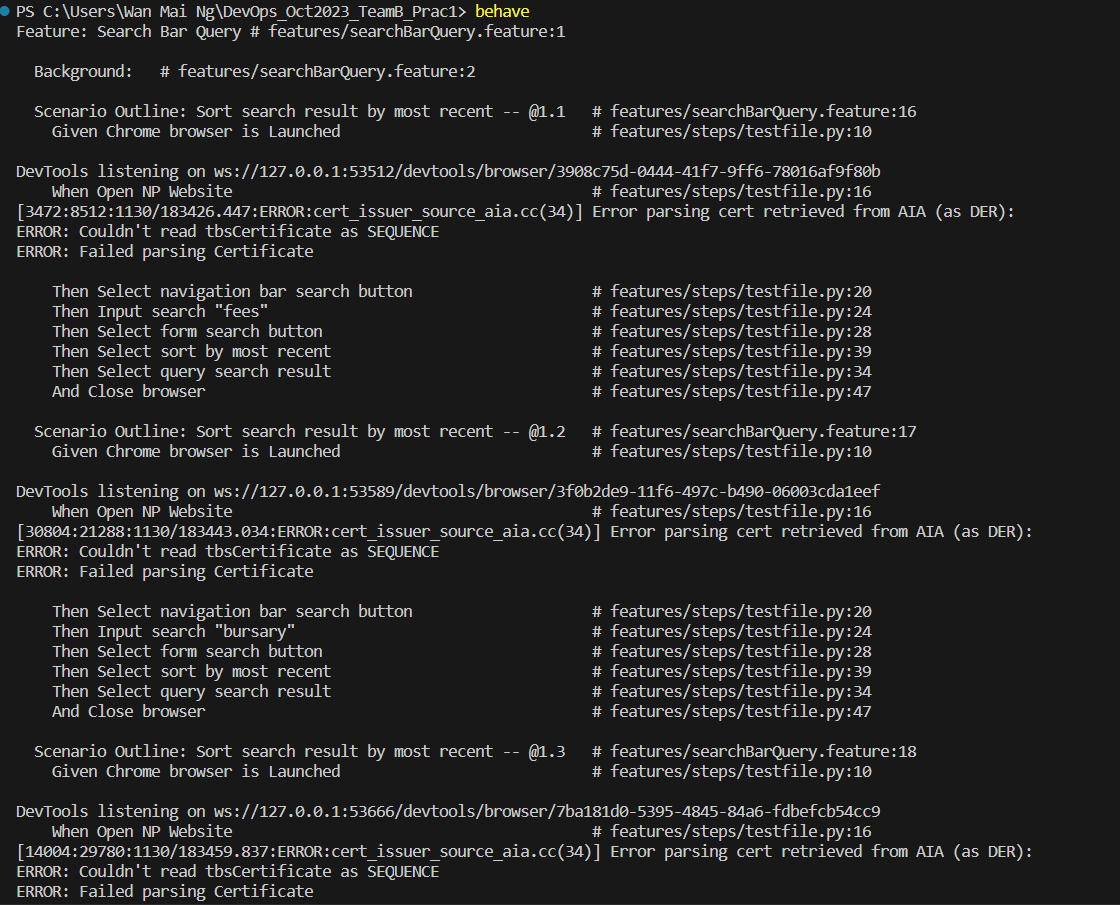 PS C:\Users\Wan Mai Ng\DevOps_Oct2023_TeamB_Prac1> behave
Feature: Search Bar Query # features/searchBarQuery.feature:1
Background:   # features/searchBarQuery.feature:2
Scenario Outline: Sort search result by most recent -- @1.1   # features/searchBarQuery.feature:16
Given Chrome browser is Launched                            # features/steps/testfile.py:10
DevTools listening on ws://127.0.0.1:53512/devtools/browser/3908c75d-0444-41f7-9ff6-78016af9f80b
When Open NP Website                                        # features/steps/testfile.py:16
[3472:8512:1130/183426.447:ERROR:cert_issuer_source_aia.cc(34)] Error parsing cert retrieved from AIA (as DER):
ERROR: Couldn't read tbsCertificate as SEQUENCE
ERROR: Failed parsing Certificate
Then Select navigation bar search button                    # features/steps/testfile.py:20
Then Input search "fees"                                    # features/steps/testfile.py:24
Then Select form search button                              # features/steps/testfile.py:28
Then Select sort by most recent                             # features/steps/testfile.py:39
Then Select query search result                             # features/steps/testfile.py:34
And Close browser                                           # features/steps/testfile.py:47
Scenario Outline: Sort search result by most recent -- @1.2   # features/searchBarQuery.feature:17
Given Chrome browser is Launched                            # features/steps/testfile.py:10
DevTools listening on ws://127.0.0.1:53589/devtools/browser/3f0b2de9-11f6-497c-b490-06003cda1eef
When Open NP Website                                        # features/steps/testfile.py:16
[30804:21288:1130/183443.034:ERROR:cert_issuer_source_aia.cc(34)] Error parsing cert retrieved from AIA (as DER):
ERROR: Couldn't read tbsCertificate as SEQUENCE
ERROR: Failed parsing Certificate
Then Select navigation bar search button                    # features/steps/testfile.py:20
Then Input search "bursary"                                 # features/steps/testfile.py:24
Then Select form search button                              # features/steps/testfile.py:28
Then Select sort by most recent                             # features/steps/testfile.py:39
Then Select query search result                             # features/steps/testfile.py:34
And Close browser                                           # features/steps/testfile.py:47
Scenario Outline: Sort search result by most recent -- @1.3   # features/searchBarQuery.feature:18
Given Chrome browser is Launched                            # features/steps/testfile.py:10
DevTools listening on ws://127.0.0.1:53666/devtools/browser/7ba181d0-5395-4845-84a6-fdbefcb54cc9
When Open NP Website                                        # features/steps/testfile.py:16
[14004:29780:1130/183459.837:ERROR:cert_issuer_source_aia.cc(34)] Error parsing cert retrieved from AIA (as DER):
ERROR: Couldn't read tbsCertificate as SEQUENCE
ERROR: Failed parsing Certificate